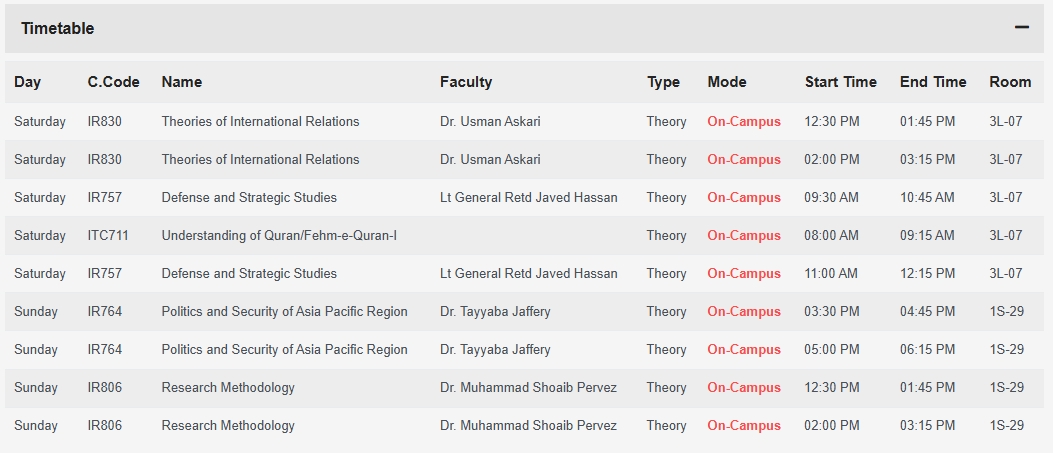 Timetable
Day C.Code Name Faculty Type Mode Start Time End Time Room
Saturday IR830 Theories of International Relations Dr. Usman Askari Theory On-Campus 12:30 PM 01:45 PM 3L-07
Saturday IR830 Theories of International Relations Dr. Usman Askari Theory On-Campus 02:00 PM 03:15 PM 3L-07
Saturday IR757 Defense and Strategic Studies Lt General Retd Javed Hassan Theory On-Campus 09:30 AM 10:45 AM 3L-07
Saturday ITC711 Understanding of Quran/Fehm-e-Quran-I Theory On-Campus 08:00 AM 09:15 AM 3L-07
Saturday IR757 Defense and Strategic Studies Lt General Retd Javed Hassan Theory On-Campus 11:00 AM 12:15 PM 3L-07
Sunday IR764 Politics and Security of Asia Pacific Region Dr. Tayyaba Jaffery Theory On-Campus 03:30 PM 04:45 PM 1S-29
Sunday IR764 Politics and Security of Asia Pacific Region Dr. Tayyaba Jaffery Theory On-Campus 05:00 PM 06:15 PM 1S-29
Sunday IR806 Research Methodology Dr. Muhammad Shoaib Pervez Theory On-Campus 12:30 PM 01:45 PM 1S-29
Sunday IR806 Research Methodology Dr. Muhammad Shoaib Pervez Theory On-Campus 02:00 PM 03:15 PM 1S-29